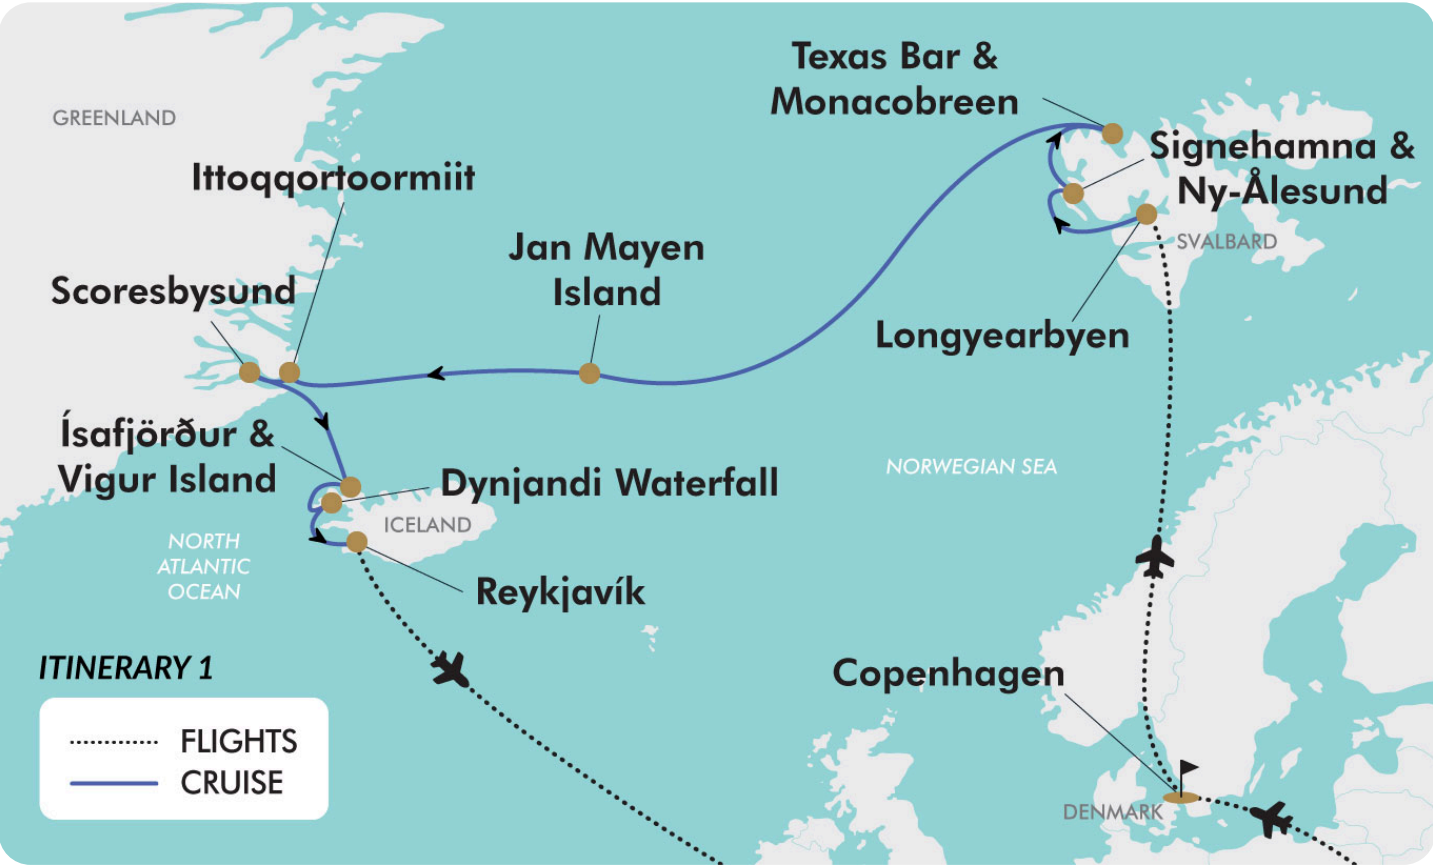 Texas Bar &
Monacobreen
GREENLAND
Signehamna &
Ny-Ålesund
Ittoqqortoormiit
SVALBARD
Jan Mayen
Island
Scoresbysund
Longyearbyen
Ísafjörður &
Vigur Island
NORWEGIAN SEA
Dynjandi Waterfall
ICELAND
NORTH
ATLANTIC
OCEAN
Reykjavík
ITINERARY 1
Copenhagen
FLIGHTS
CRUISE
DENMARK